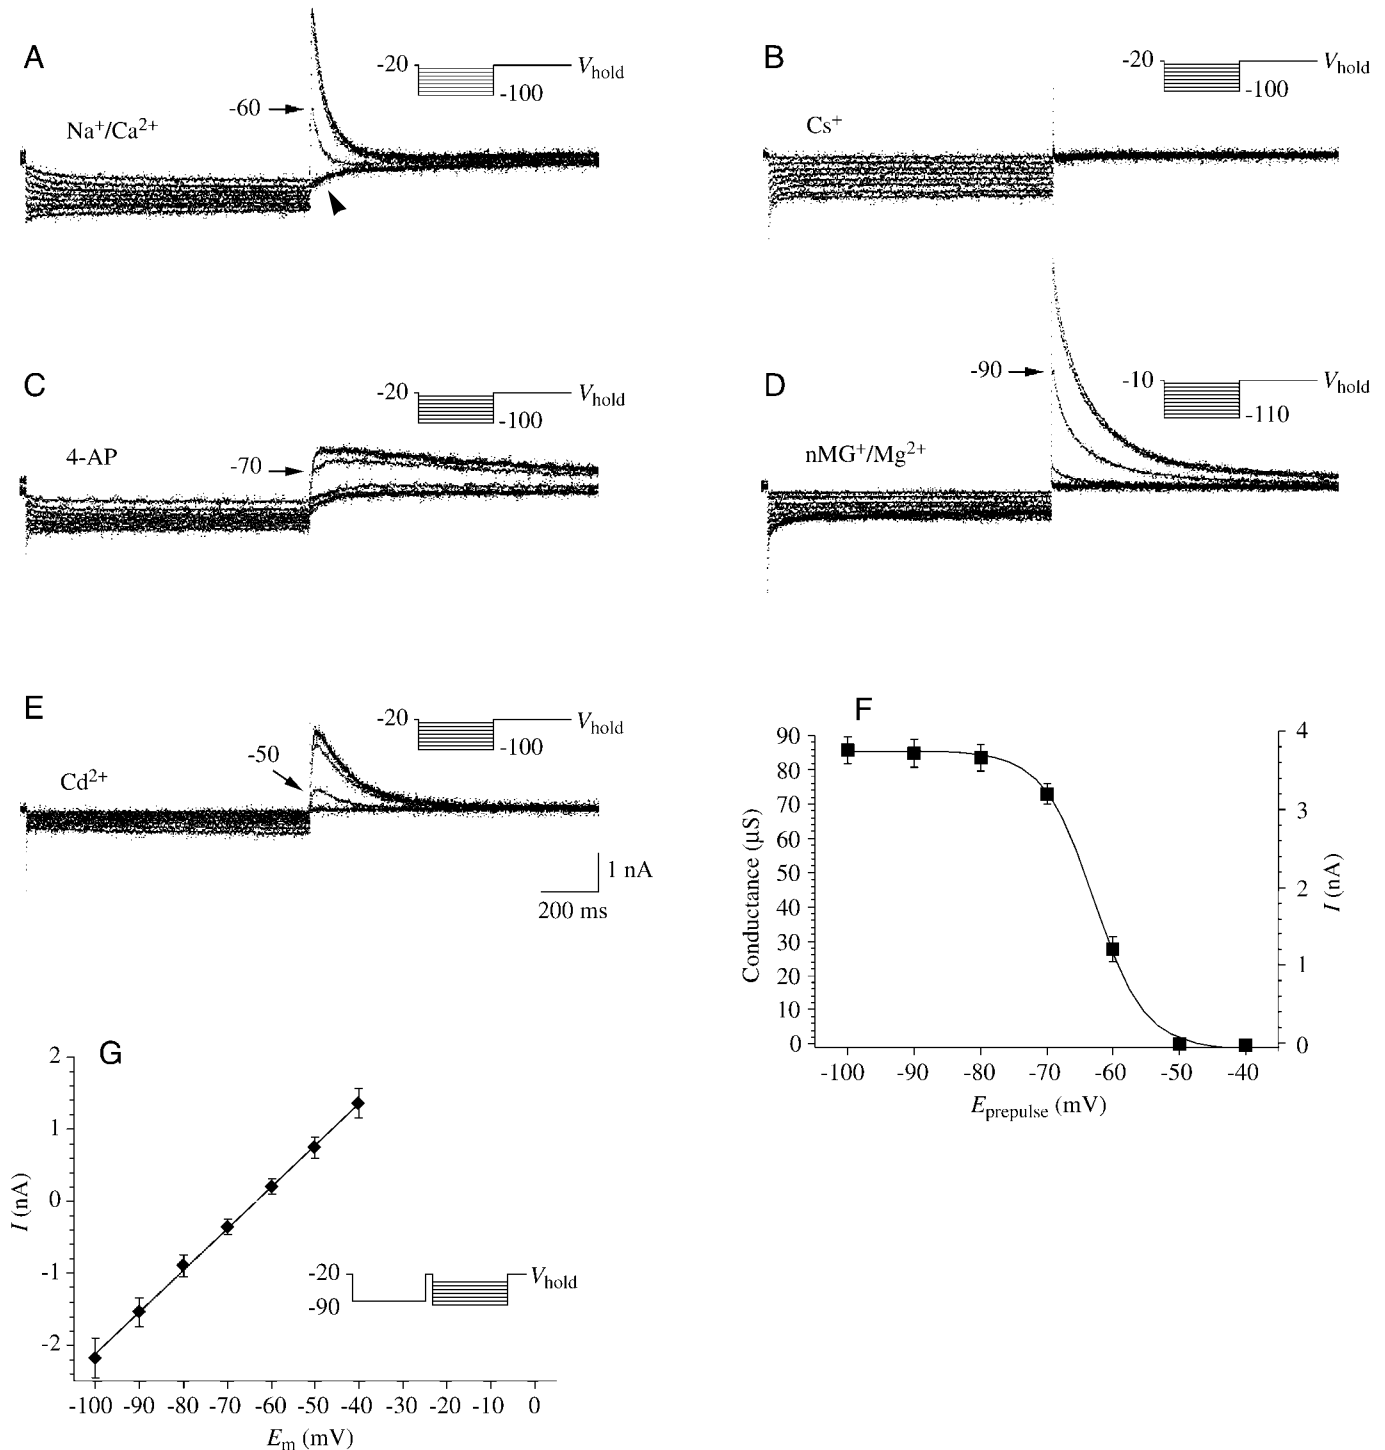 A
-20
V_hold
-100
-60
Na⁺/Ca²⁺
B
-20
V_hold
-100
Cs⁺
C
-20
V_hold
-100
-70
4-AP
D
-90
-10
V_hold
-110
nMG⁺/Mg²⁺
E
-20
V_hold
-100
-50
Cd²⁺
1 nA
200 ms
F
90
80
70
60
50
40
30
20
10
0
Conductance (µS)
4
3
2
1
0
I (nA)
-100 -90 -80 -70 -60 -50 -40
E_prepulse (mV)
G
2
1
0
-1
-2
I (nA)
-20
V_hold
-90
-100 -90 -80 -70 -60 -50 -40 -30 -20 -10 0
E_m (mV)